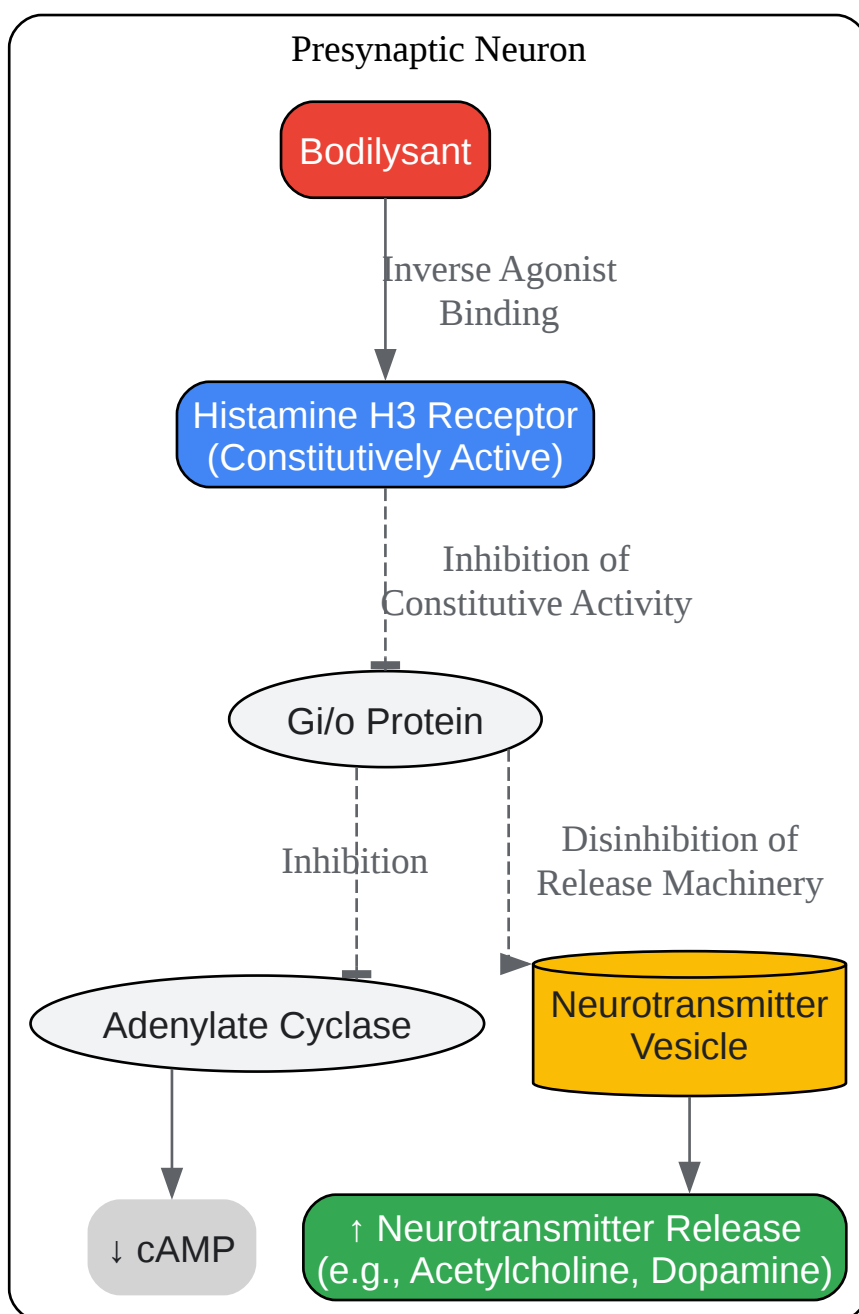 Presynaptic Neuron
Bodilysant
Inverse Agonist
Binding
Histamine H3 Receptor
(Constitutively Active)
Inhibition of
Constitutive Activity
Gi/o Protein
Inhibition
Disinhibition of
Release Machinery
Adenylate Cyclase
Neurotransmitter
Vesicle
↓ cAMP
↑ Neurotransmitter Release
(e.g., Acetylcholine, Dopamine)